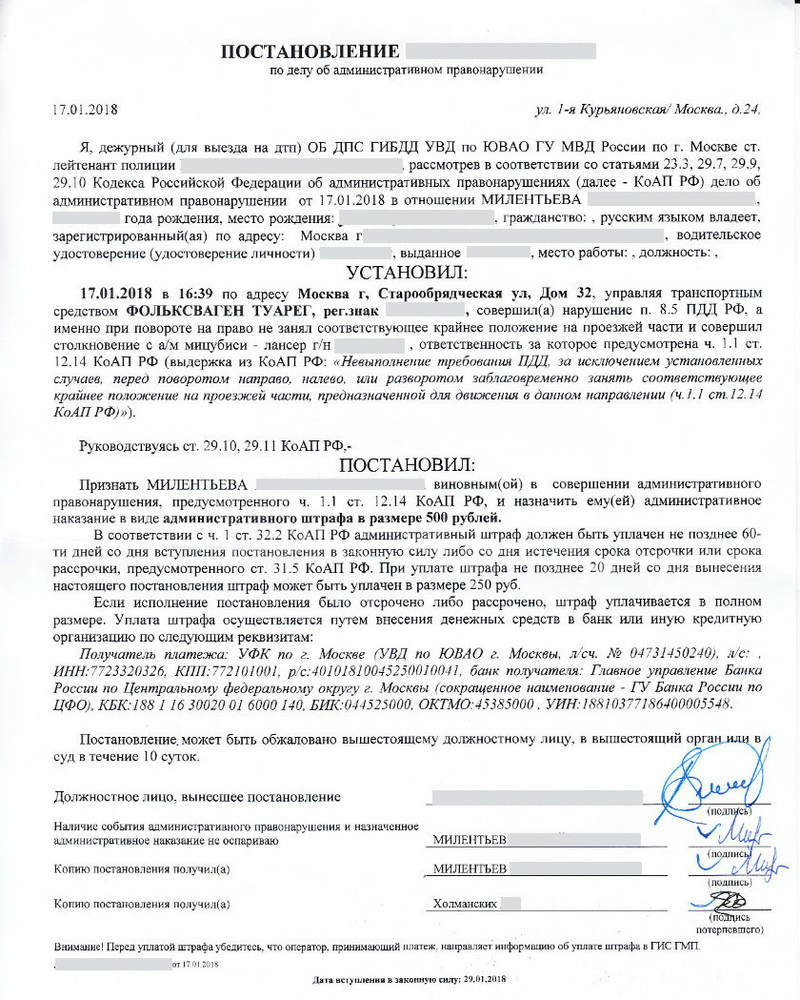 ПОСТАНОВЛЕНИЕ
по делу об административном правонарушении
17.01.2018 ул. 1-я Курьяновская/ Москва., д.24,
Я, дежурный (для выезда на дтп) ОБ ДПС ГИБДД УВД по ЮВАО ГУ МВД России по г. Москве ст.
лейтенант полиции , рассмотрев в соответствии со статьями 23.3, 29.7, 29.9,
29.10 Кодекса Российской Федерации об административных правонарушениях (далее - КоАП РФ) дело об
административном правонарушении от 17.01.2018 в отношении МИЛЕНТЬЕВА ,
года рождения, место рождения: , гражданство: , русским языком владеет,
зарегистрированный(ая) по адресу: Москва г , водительское
удостоверение (удостоверение личности) , выданное , место работы: , должность: ,
УСТАНОВИЛ:
17.01.2018 в 16:39 по адресу Москва г, Старообрядческая ул, Дом 32, управляя транспортным
средством ФОЛЬКСВАГЕН ТУАРЕГ, рег.знак , совершил(а) нарушение п. 8.5 ПДД РФ, а
именно при повороте на право не занял соответствующее крайнее положение на проезжей части и совершил
столкновение с а/м мицубиси - лансер г/н , ответственность за которое предусмотрена ч. 1.1 ст.
12.14 КоАП РФ (выдержка из КоАП РФ: «Невыполнение требования ПДД, за исключением установленных
случаев, перед поворотом направо, налево, или разворотом заблаговременно занять соответствующее
крайнее положение на проезжей части, предназначенной для движения в данном направлении (ч.1.1 ст.12.14
КоАП РФ)»).
Руководствуясь ст. 29.10, 29.11 КоАП РФ,-
ПОСТАНОВИЛ:
Признать МИЛЕНТЬЕВА виновным(ой) в совершении административного
правонарушения, предусмотренного ч. 1.1 ст. 12.14 КоАП РФ, и назначить ему(ей) административное
наказание в виде административного штрафа в размере 500 рублей.
В соответствии с ч. 1 ст. 32.2 КоАП РФ административный штраф должен быть уплачен не позднее 60-
ти дней со дня вступления постановления в законную силу либо со дня истечения срока отсрочки или срока
рассрочки, предусмотренного ст. 31.5 КоАП РФ. При уплате штрафа не позднее 20 дней со дня вынесения
настоящего постановления штраф может быть уплачен в размере 250 руб.
Если исполнение постановления было отсрочено либо рассрочено, штраф уплачивается в полном
размере. Уплата штрафа осуществляется путем внесения денежных средств в банк или иную кредитную
организацию по следующим реквизитам:
Получатель платежа: УФК по г. Москве (УВД по ЮВАО г. Москвы, л/сч. № 04731450240), л/с: ,
ИНН:7723320326, КПП:772101001, р/с:40101810045250010041, банк получателя: Главное управление Банка
России по Центральному федеральному округу г. Москвы (сокращенное наименование - ГУ Банка России по
ЦФО), КБК:188 1 16 30020 01 6000 140, БИК:044525000, ОКТМО:45385000 , УИН:18810377186400005548.
Постановление может быть обжаловано вышестоящему должностному лицу, в вышестоящий орган или в
суд в течение 10 суток.
Должностное лицо, вынесшее постановление
(подпись)
Наличие события административного правонарушения и назначенное
административное наказание не оспариваю МИЛЕНТЬЕВ
(подпись)
Копию постановления получил(а) МИЛЕНТЬЕВ
(подпись)
Копию постановления получил(а) Холманских
(подпись
потерпевшего)
Внимание! Перед уплатой штрафа убедитесь, что оператор, принимающий платеж, направляет информацию об уплате штрафа в ГИС ГМП.
от 17.01.2018
Дата вступления в законную силу: 29.01.2018